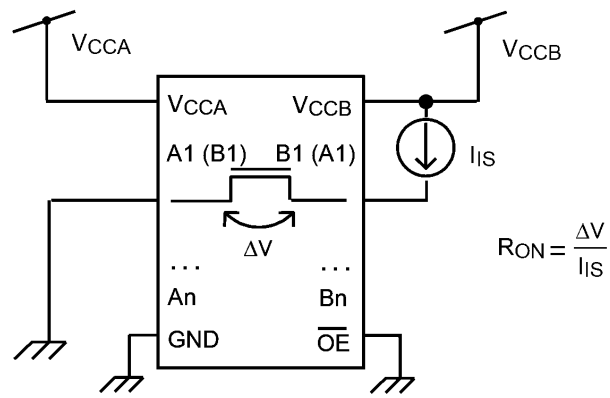 VCCA
VCCB
VCCA VCCB
A1 (B1) B1 (A1)
IIS
ΔV
RON = ΔV / IIS
... ...
An Bn
GND OE